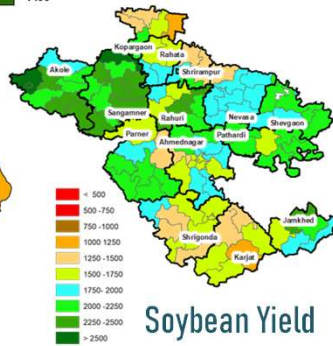 Kopargaon
Rahata
Akole
Shrirampur
Sangamner
Rahuri
Nevasa
Shevgaon
Parner
Pathardi
Ahmednagar
Jamkhed
Shrigonda
Karjat
< 500
500 -750
750 -1000
1000 1250
1250 -1500
1500 -1750
1750- 2000
2000 -2250
2250 -2500
> 2500
Soybean Yield